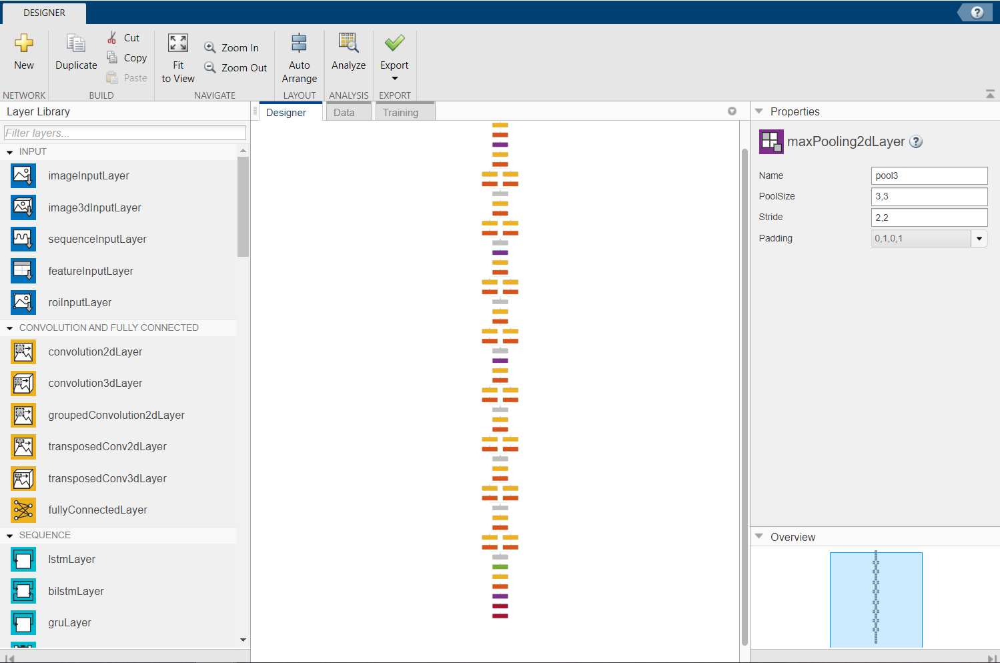 DESIGNER
New
Duplicate
Cut
Copy
Paste
Fit
to View
Zoom In
Zoom Out
Auto
Arrange
Analyze
Export
NETWORK
BUILD
NAVIGATE
LAYOUT
ANALYSIS
EXPORT
Layer Library
Filter layers...
INPUT
imageInputLayer
image3dInputLayer
sequenceInputLayer
featureInputLayer
roiInputLayer
CONVOLUTION AND FULLY CONNECTED
convolution2dLayer
convolution3dLayer
groupedConvolution2dLayer
transposedConv2dLayer
transposedConv3dLayer
fullyConnectedLayer
SEQUENCE
lstmLayer
bilstmLayer
gruLayer
Designer
Data
Training
Properties
maxPooling2dLayer
Name
pool3
PoolSize
3,3
Stride
2,2
Padding
0,1,0,1
Overview